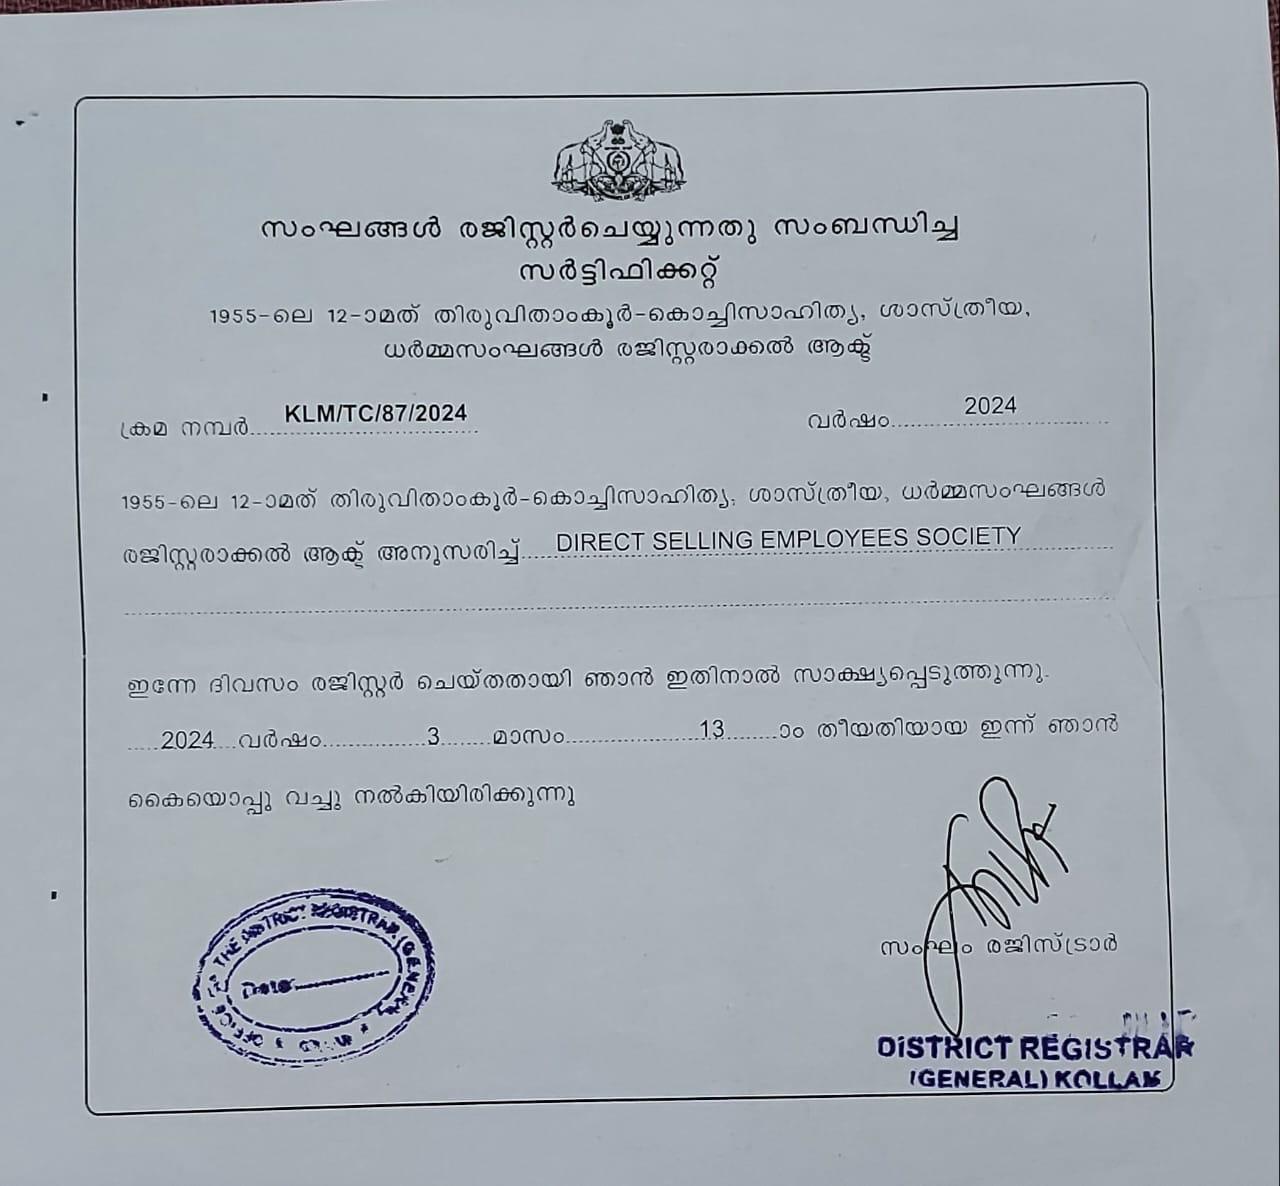 സംഘങ്ങൾ രജിസ്റ്റർചെയ്യുന്നതു സംബന്ധിച്ച
സർട്ടിഫിക്കറ്റ്
1955-ലെ 12-ാമത് തിരുവിതാംകൂർ-കൊച്ചിസാഹിത്യ, ശാസ്ത്രീയ,
ധർമ്മസംഘങ്ങൾ രജിസ്റ്റരാക്കൽ ആക്ട്
ക്രമ നമ്പർ KLM/TC/87/2024 വർഷം 2024
1955-ലെ 12-ാമത് തിരുവിതാംകൂർ-കൊച്ചിസാഹിത്യ, ശാസ്ത്രീയ, ധർമ്മസംഘങ്ങൾ
രജിസ്റ്റരാക്കൽ ആക്ട് അനുസരിച്ച് DIRECT SELLING EMPLOYEES SOCIETY
ഇന്നേ ദിവസം രജിസ്റ്റർ ചെയ്തതായി ഞാൻ ഇതിനാൽ സാക്ഷ്യപ്പെടുത്തുന്നു.
2024 വർഷം 3 മാസം 13 ാം തീയതിയായ ഇന്ന് ഞാൻ
കൈയൊപ്പു വച്ചു നൽകിയിരിക്കുന്നു
OFFICE OF THE DISTRICT REGISTRAR (GENERAL)
Date
സംഘം രജിസ്ട്രാർ
DISTRICT REGISTRAR
(GENERAL) KOLLAM